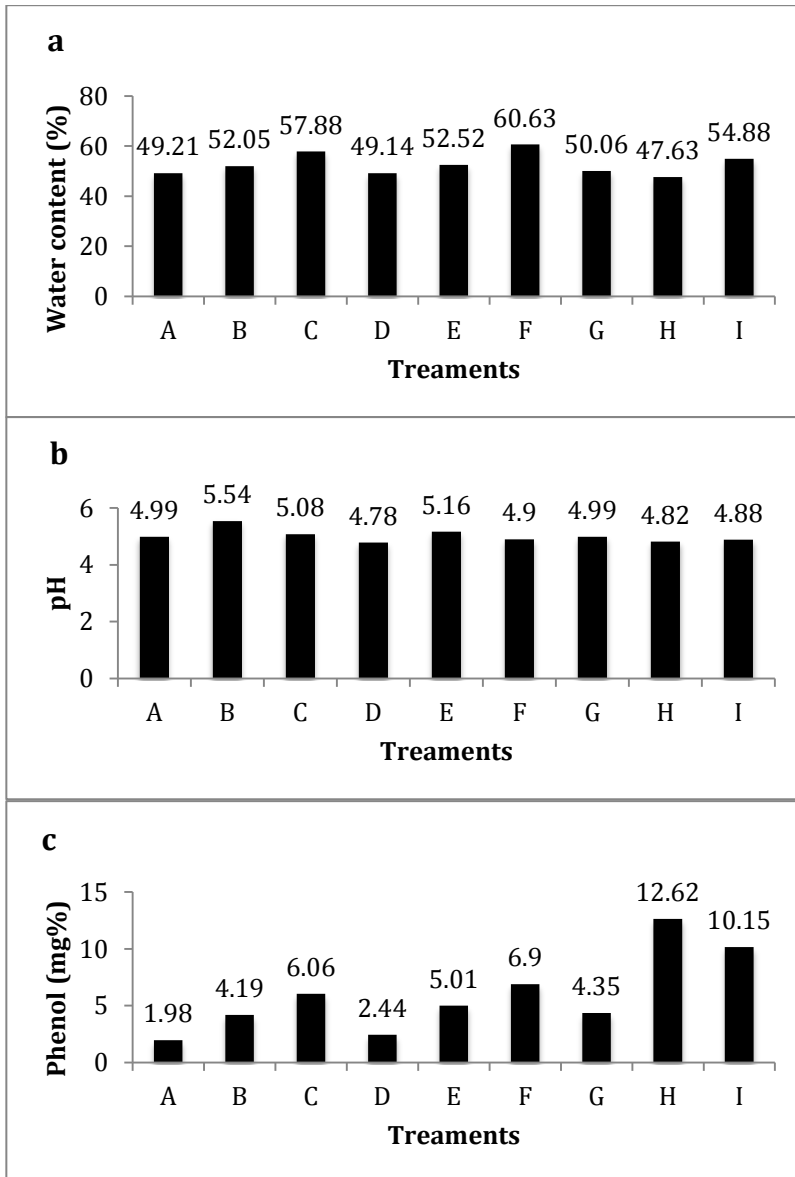 a
Water content (%)
80
60
40
20
0
49.21 52.05 57.88 49.14 52.52 60.63 50.06 47.63 54.88
A B C D E F G H I
Treaments
b
pH
6
4
2
0
4.99 5.54 5.08 4.78 5.16 4.9 4.99 4.82 4.88
A B C D E F G H I
Treaments
c
Phenol (mg%)
15
10
5
0
1.98 4.19 6.06 2.44 5.01 6.9 4.35 12.62 10.15
A B C D E F G H I
Treaments